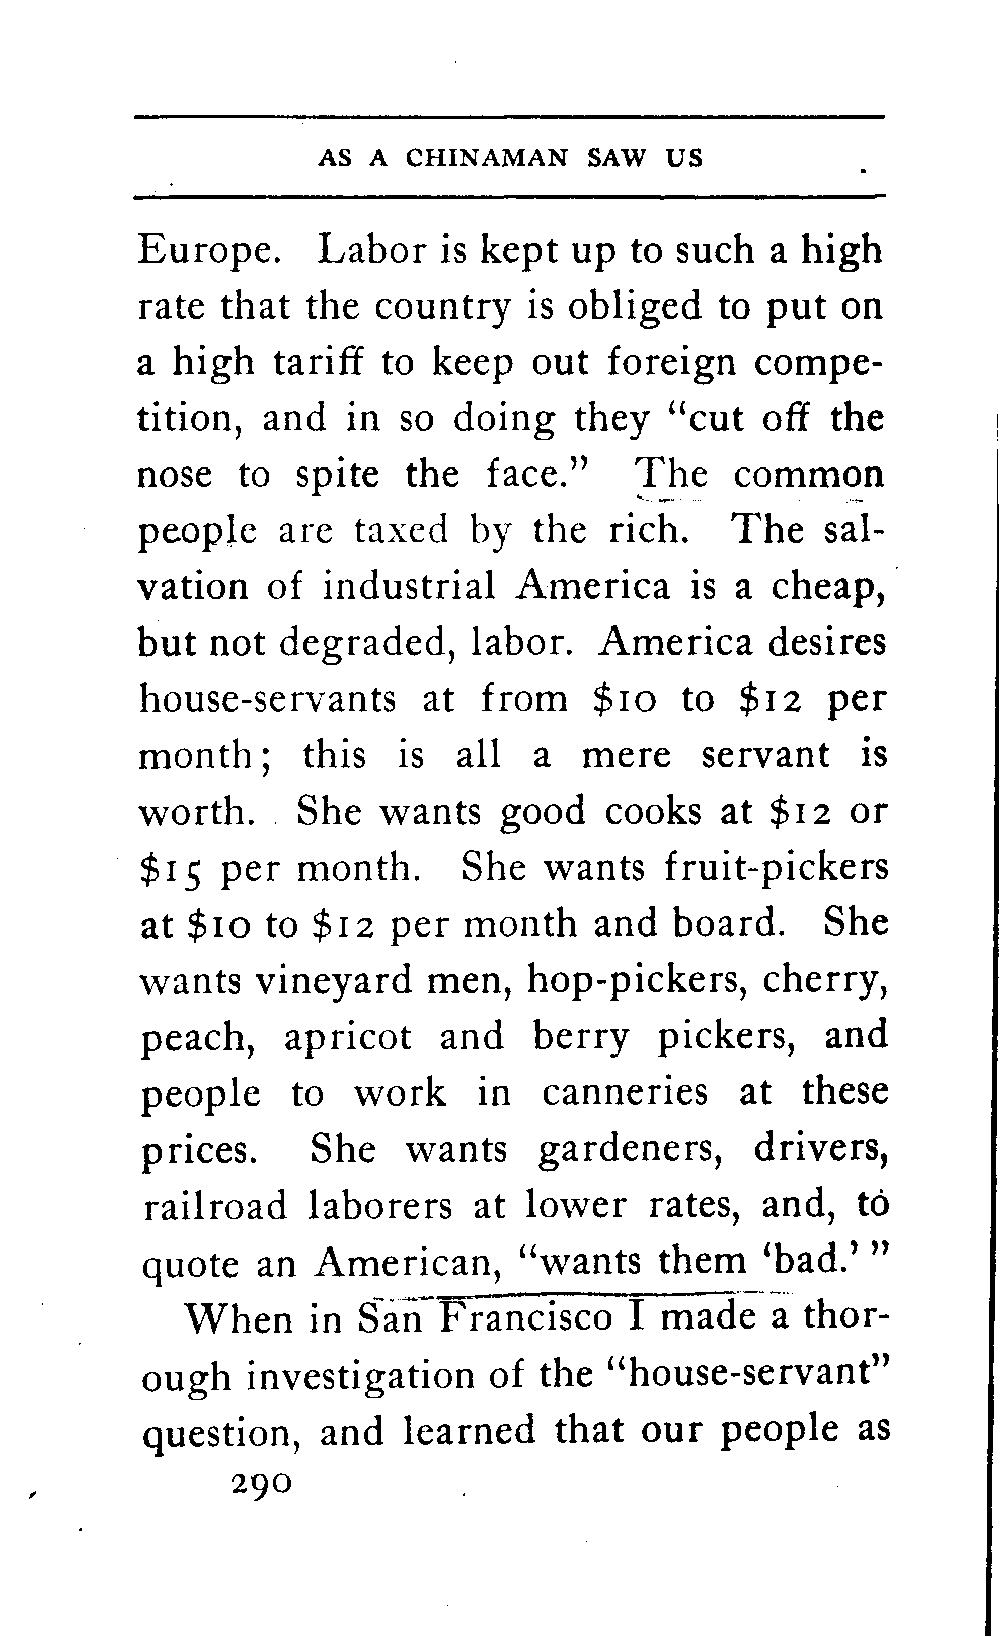 AS A CHINAMAN SAW US
Europe. Labor is kept up to such a high
rate that the country is obliged to put on
a high tariff to keep out foreign compe-
tition, and in so doing they “cut off the
nose to spite the face.” The common
people are taxed by the rich. The sal-
vation of industrial America is a cheap,
but not degraded, labor. America desires
house-servants at from $10 to $12 per
month; this is all a mere servant is
worth. She wants good cooks at $12 or
$15 per month. She wants fruit-pickers
at $10 to $12 per month and board. She
wants vineyard men, hop-pickers, cherry,
peach, apricot and berry pickers, and
people to work in canneries at these
prices. She wants gardeners, drivers,
railroad laborers at lower rates, and, to
quote an American, “wants them ‘bad.’ ”
When in San Francisco I made a thor-
ough investigation of the “house-servant”
question, and learned that our people as
290